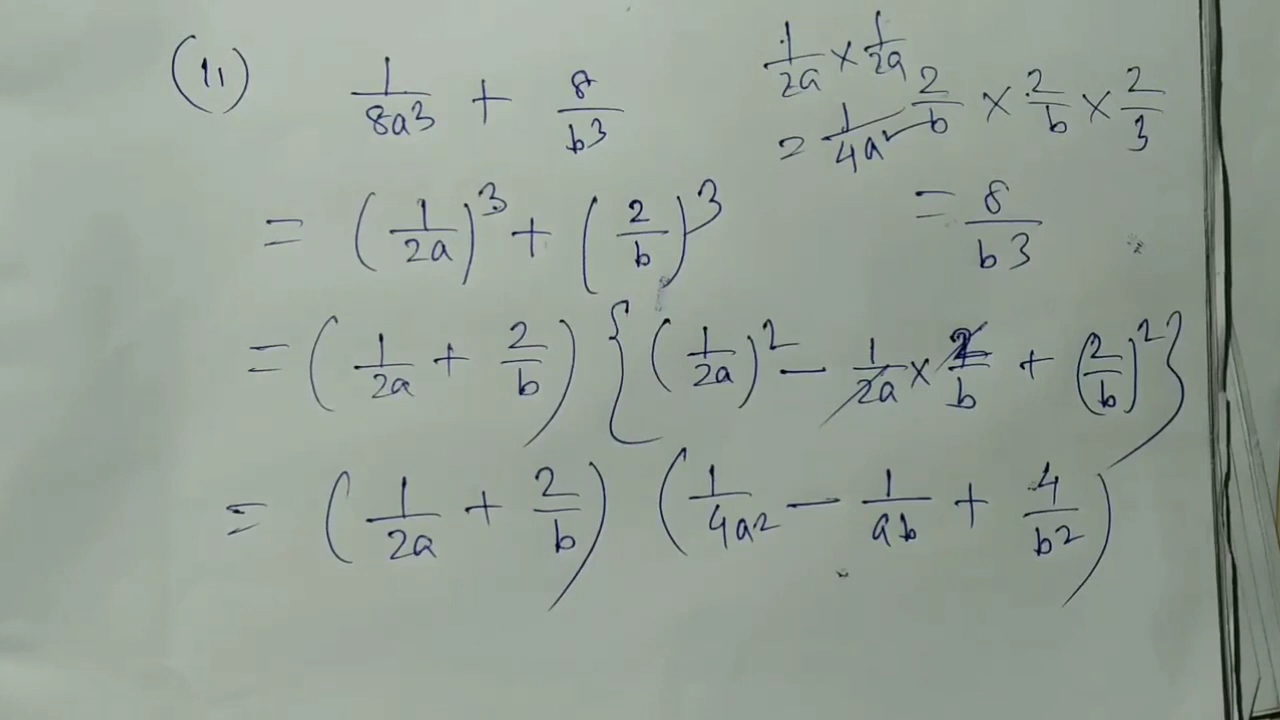 (11) 1/8a³ + 8/b³
= (1/2a)³ + (2/b)³
= (1/2a + 2/b) {(1/2a)² - 1/2a × 2/b + (2/b)²}
= (1/2a + 2/b) (1/4a² - 1/ab + 4/b²)
1/2a × 1/2a
= 1/4a²
2/b × 2/b × 2/3
= 8/b3